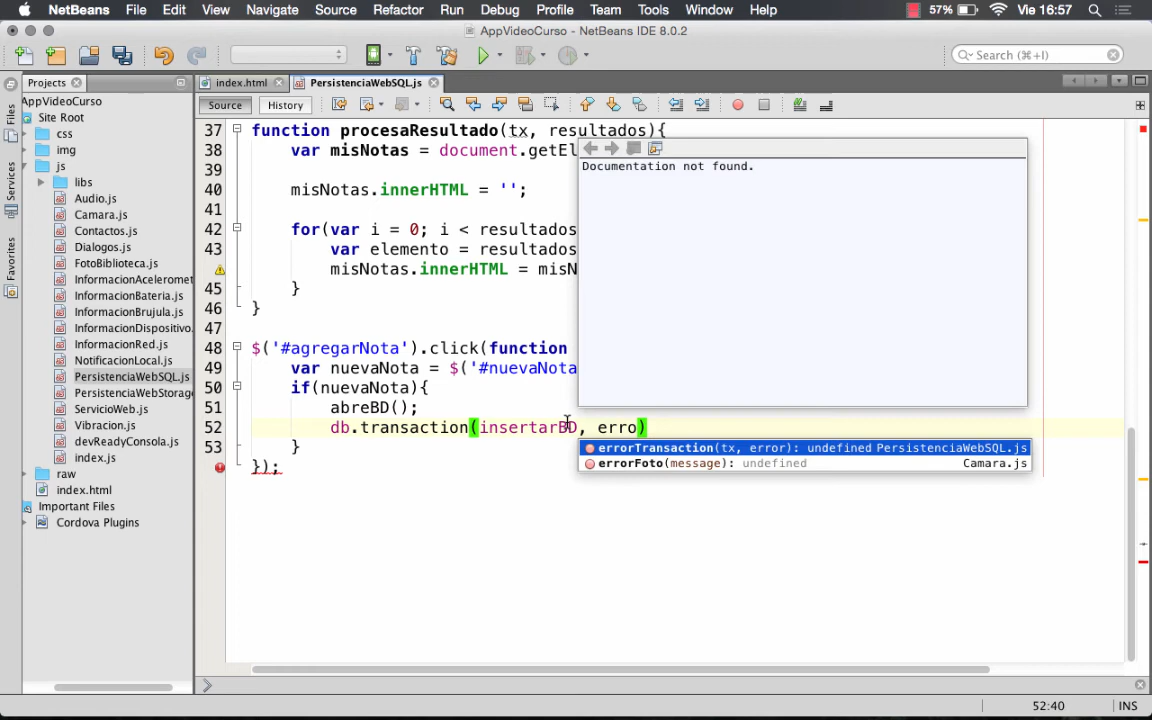 NetBeans File Edit View Navigate Source Refactor Run Debug Profile Team Tools Window Help 57% Vie 16:57
AppVideoCurso - NetBeans IDE 8.0.2
Search (⌘+I)
Projects
index.html
PersistenciaWebSQL.js
Source
History
Files
Services
Favorites
AppVideoCurso
Site Root
css
img
js
libs
Audio.js
Camara.js
Contactos.js
Dialogos.js
FotoBiblioteca.js
InformacionAceleromet
InformacionBateria.js
InformacionBrujula.js
InformacionDispositivo.
InformacionRed.js
NotificacionLocal.js
PersistenciaWebSQL.js
PersistenciaWebStorage
ServicioWeb.js
Vibracion.js
devReadyConsola.js
index.js
raw
index.html
Important Files
Cordova Plugins
37 function procesaResultado(tx, resultados){
38 var misNotas = document.getEl
39
40 misNotas.innerHTML = '';
41
42 for(var i = 0; i < resultados
43 var elemento = resultados
misNotas.innerHTML = misN
45 }
46 }
47
48 $('#agregarNota').click(function
49 var nuevaNota = $('#nuevaNota
50 if(nuevaNota){
51 abreBD();
52 db.transaction(insertarBD, erro)
53 }
});
Documentation not found.
errorTransaction(tx, error): undefined PersistenciaWebSQL.js
errorFoto(message): undefined Camara.js
52:40 INS